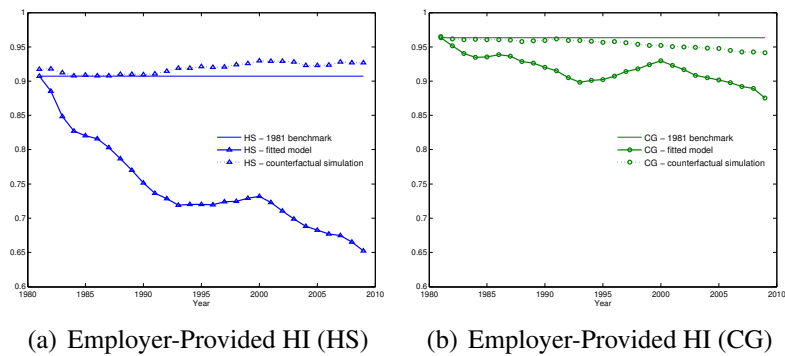 1
0.95
0.9
0.85
0.8
0.75
0.7
0.65
0.6
1980 1985 1990 1995 2000 2005 2010
Year
HS − 1981 benchmark
HS − fitted model
HS − counterfactual simulation
(a) Employer-Provided HI (HS)
1
0.95
0.9
0.85
0.8
0.75
0.7
0.65
0.6
1980 1985 1990 1995 2000 2005 2010
Year
CG − 1981 benchmark
CG − fitted model
CG − counterfactual simulation
(b) Employer-Provided HI (CG)